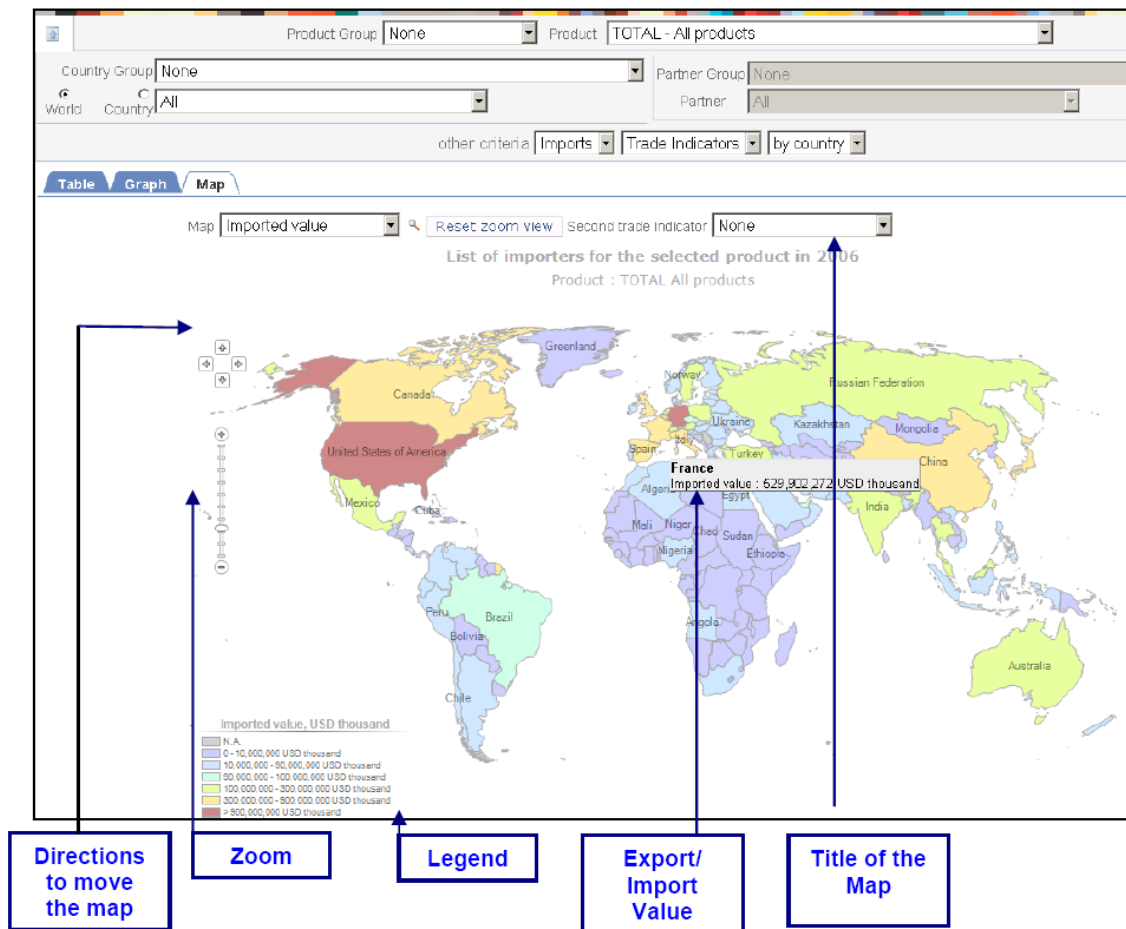 Product Group None Product TOTAL - All products
Country Group None Partner Group None
World Country All Partner All
other criteria Imports Trade Indicators by country
Table Graph Map
Map Imported value Reset zoom view Second trade indicator None
List of importers for the selected product in 2006
Product : TOTAL All products
Greenland
Norway
Russian Federation
Canada
Ukraine
Kazakhstan
Mongolia
United States of America
Spain
Italy
Turkey
China
France
Imported value : 529,902,272 USD thousand
Algeria
Egypt
Mexico
Cuba
India
Mali
Niger
Chad
Sudan
Nigeria
Ethiopia
Peru
Brazil
Angola
Bolivia
Australia
Chile
Imported value, USD thousand
N.A.
0 - 10,000,000 USD thousand
10,000,000 - 50,000,000 USD thousand
50,000,000 - 100,000,000 USD thousand
100,000,000 - 300,000,000 USD thousand
300,000,000 - 900,000,000 USD thousand
> 900,000,000 USD thousand
Directions
to move
the map
Zoom
Legend
Export/
Import
Value
Title of the
Map